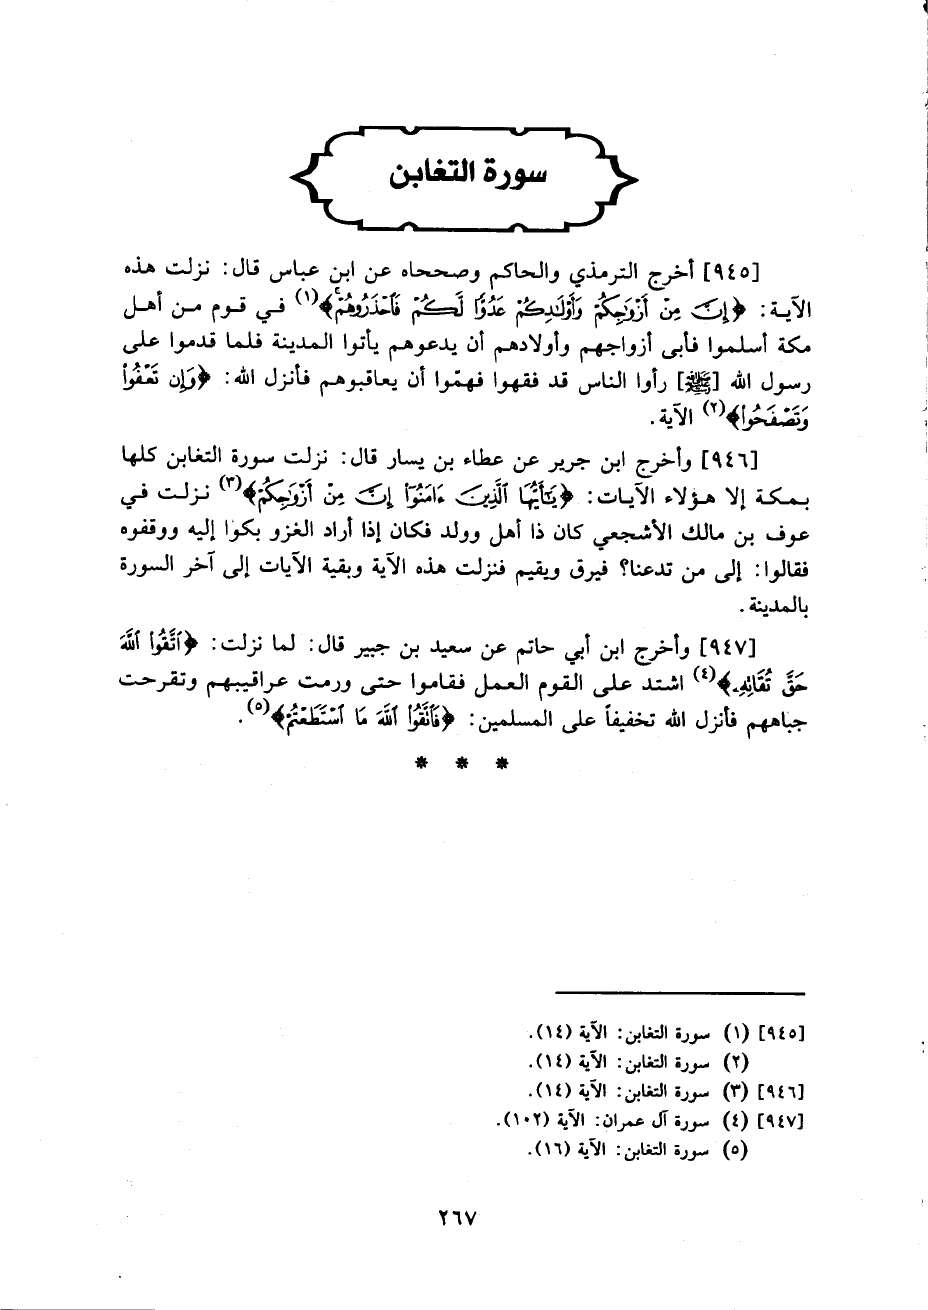 سورة التغابن
[٩٤٥] أخرج الترمذي والحاكم وصححاه عن ابن عباس قال: نزلت هذه
الآية: ﴿إِنَّ مِنْ أَزْوَٰجِكُمْ وَأَوْلَٰدِكُمْ عَدُوًّا لَّكُمْ فَٱحْذَرُوهُمْ﴾(١) في قوم من أهل
مكة أسلموا فأبى أزواجهم وأولادهم أن يدعوهم يأتوا المدينة فلما قدموا على
رسول الله [ﷺ] رأوا الناس قد فقهوا فهمّوا أن يعاقبوهم فأنزل الله: ﴿وَإِن تَعْفُوا۟
وَتَصْفَحُوا۟﴾(٢) الآية.
[٩٤٦] وأخرج ابن جرير عن عطاء بن يسار قال: نزلت سورة التغابن كلها
بمكة إلا هؤلاء الآيات: ﴿يَٰٓأَيُّهَا ٱلَّذِينَ ءَامَنُوٓا۟ إِنَّ مِنْ أَزْوَٰجِكُمْ﴾(٣) نزلت في
عوف بن مالك الأشجعي كان ذا أهل وولد فكان إذا أراد الغزو بكوا إليه ووقفوه
فقالوا: إلى من تدعنا؟ فيرق ويقيم فنزلت هذه الآية وبقية الآيات إلى آخر السورة
بالمدينة.
[٩٤٧] وأخرج ابن أبي حاتم عن سعيد بن جبير قال: لما نزلت: ﴿ٱتَّقُوا۟ ٱللَّهَ
حَقَّ تُقَاتِهِۦ﴾(٤) اشتد على القوم العمل فقاموا حتى ورمت عراقيبهم وتقرحت
جباههم فأنزل الله تخفيفاً على المسلمين: ﴿فَٱتَّقُوا۟ ٱللَّهَ مَا ٱسْتَطَعْتُمْ﴾(٥).
* * *
[٩٤٥] (١) سورة التغابن: الآية (١٤).
(٢) سورة التغابن: الآية (١٤).
[٩٤٦] (٣) سورة التغابن: الآية (١٤).
[٩٤٧] (٤) سورة آل عمران: الآية (١٠٢).
(٥) سورة التغابن: الآية (١٦).
٢٦٧